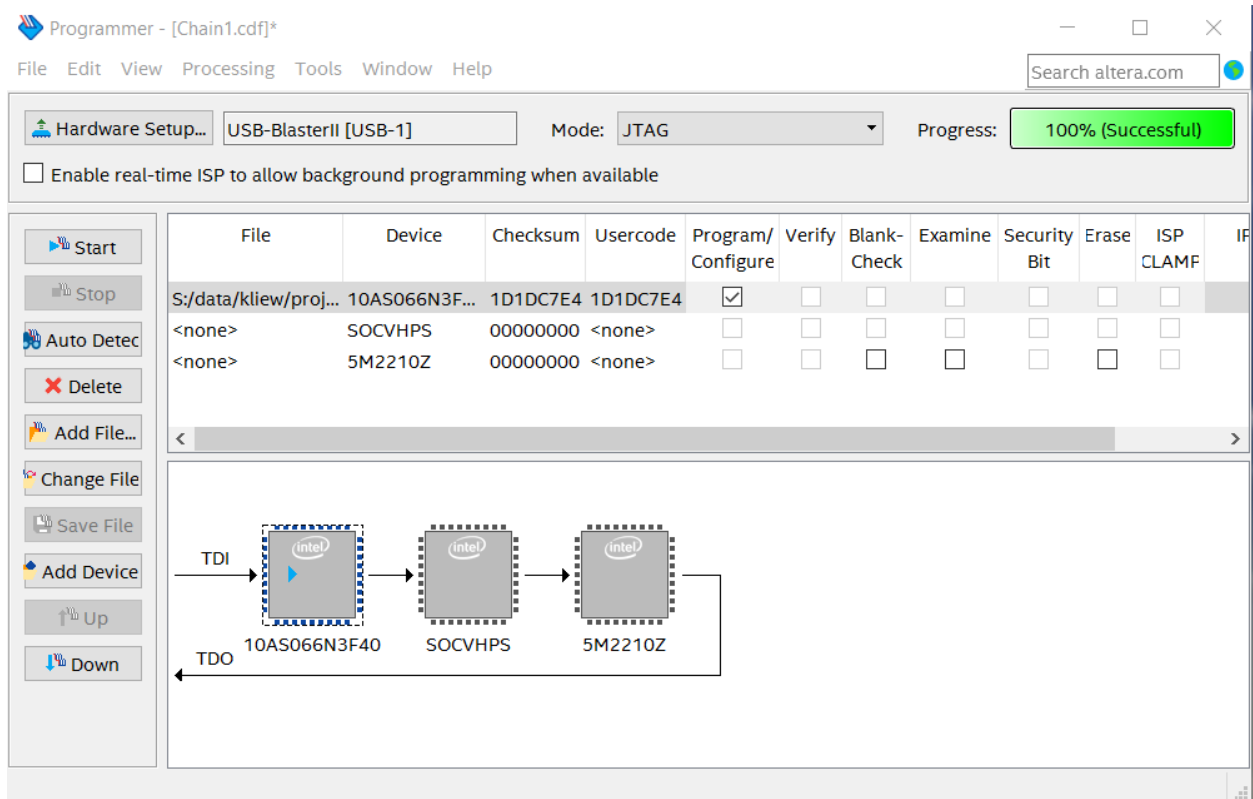 Programmer - [Chain1.cdf]*
File Edit View Processing Tools Window Help
Search altera.com
Hardware Setup... USB-BlasterII [USB-1] Mode: JTAG Progress: 100% (Successful)
Enable real-time ISP to allow background programming when available
Start
Stop
Auto Detec
Delete
Add File...
Change File
Save File
Add Device
Up
Down
File Device Checksum Usercode Program/ Verify Blank- Examine Security Erase ISP IF
Configure Check Bit CLAMP
S:/data/kliew/proj... 10AS066N3F... 1D1DC7E4 1D1DC7E4
<none> SOCVHPS 00000000 <none>
<none> 5M2210Z 00000000 <none>
intel intel intel
TDI
10AS066N3F40 SOCVHPS 5M2210Z
TDO